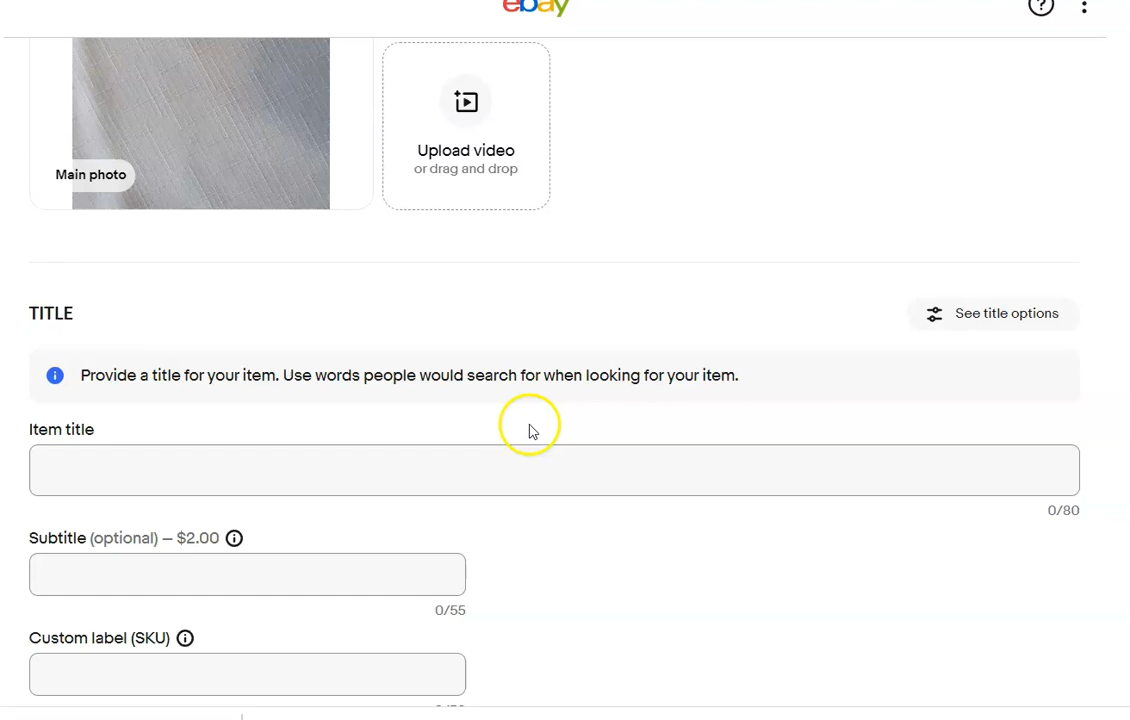 ebay
Upload video
or drag and drop
Main photo
TITLE
See title options
Provide a title for your item. Use words people would search for when looking for your item.
Item title
0/80
Subtitle (optional) – $2.00
0/55
Custom label (SKU)